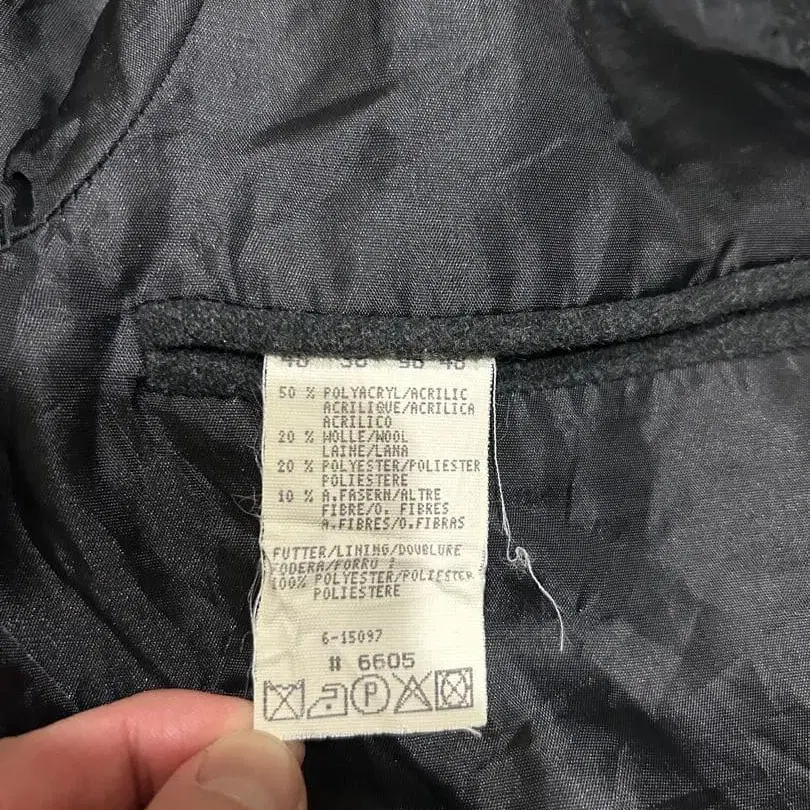 50 % POLYACRYL/ACRILIC
ACRILIQUE/ACRILICA
ACRILICO
20 % WOLLE/WOOL
LAINE/LANA
20 % POLYESTER/POLIESTER
POLIESTERE
10 % A.FASERN/ALTRE
FIBRE/O. FIBRES
A.FIBRES/O.FIBRAS
FUTTER/LINING/DOUBLURE
FODERA/FORRO :
100% POLYESTER/POLIESTER
POLIESTERE
6-15097
# 6605
P